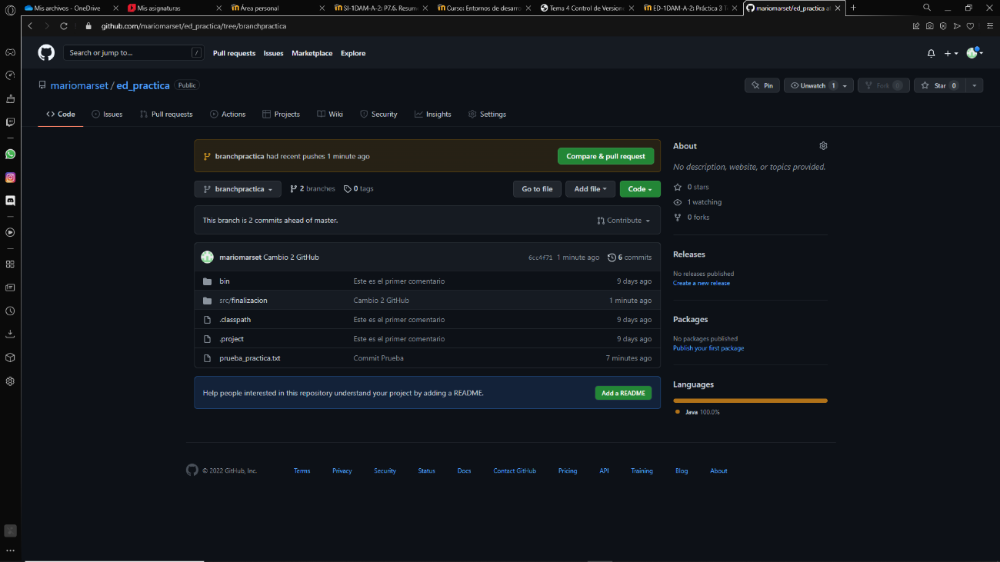 Mis archivos - OneDrive
Mis asignaturas
Área personal
SI-1DAM-A-2: P7.6. Resum
Curso: Entornos de desarro
Tema 4 Control de Version
ED-1DAM-A-2: Práctica 3 T
mariomarset/ed_practica a
github.com/mariomarset/ed_practica/tree/branchpractica
Search or jump to... /
Pull requests Issues Marketplace Explore
mariomarset / ed_practica Public
Pin Unwatch 1 Fork 0 Star 0
Code Issues Pull requests Actions Projects Wiki Security Insights Settings
branchpractica had recent pushes 1 minute ago Compare & pull request
branchpractica 2 branches 0 tags Go to file Add file Code
This branch is 2 commits ahead of master. Contribute
mariomarset Cambio 2 GitHub 6cc4f71 1 minute ago 6 commits
bin Este es el primer comentario 9 days ago
src/finalizacion Cambio 2 GitHub 1 minute ago
.classpath Este es el primer comentario 9 days ago
.project Este es el primer comentario 9 days ago
prueba_practica.txt Commit Prueba 7 minutes ago
Help people interested in this repository understand your project by adding a README. Add a README
About
No description, website, or topics provided.
0 stars
1 watching
0 forks
Releases
No releases published
Create a new release
Packages
No packages published
Publish your first package
Languages
Java 100.0%
© 2022 GitHub, Inc. Terms Privacy Security Status Docs Contact GitHub Pricing API Training Blog About